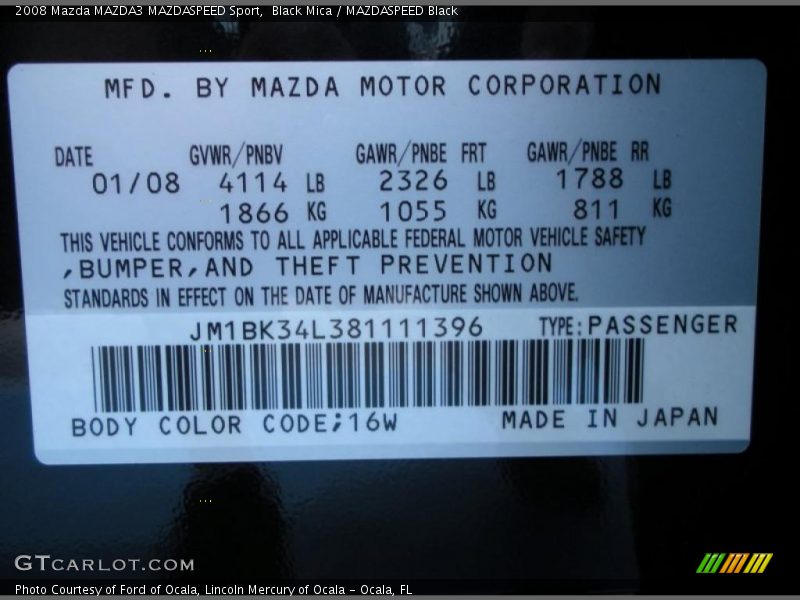 2008 Mazda MAZDA3 MAZDASPEED Sport,  Black Mica / MAZDASPEED Black
MFD. BY MAZDA MOTOR CORPORATION
DATE GVWR/PNBV GAWR/PNBE FRT GAWR/PNBE RR
01/08 4114 LB 2326 LB 1788 LB
1866 KG 1055 KG 811 KG
THIS VEHICLE CONFORMS TO ALL APPLICABLE FEDERAL MOTOR VEHICLE SAFETY
,BUMPER,AND THEFT PREVENTION
STANDARDS IN EFFECT ON THE DATE OF MANUFACTURE SHOWN ABOVE.
JM1BK34L381111396 TYPE:PASSENGER
BODY COLOR CODE;16W MADE IN JAPAN
GTCARLOT.COM
Photo Courtesy of Ford of Ocala, Lincoln Mercury of Ocala - Ocala, FL